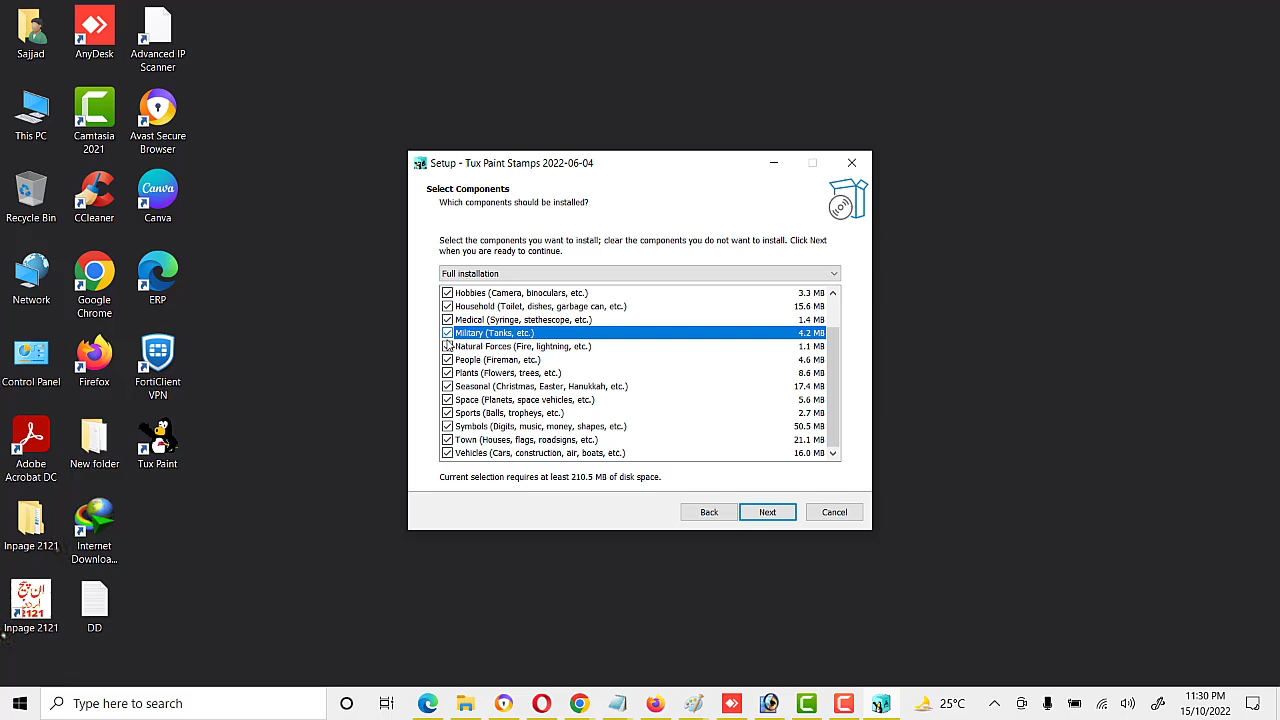 Sajjad
AnyDesk
Advanced IP
Scanner
This PC
Camtasia
2021
Avast Secure
Browser
Recycle Bin
CCleaner
Canva
Canva
Network
Google
Chrome
ERP
Control Panel
Firefox
FortiClient
VPN
Adobe
Acrobat DC
New folder
Tux Paint
Inpage 2121
Internet
Downloa...
ان پیج
اردو
2121
Inpage 2121
DD
Setup - Tux Paint Stamps 2022-06-04
Select Components
Which components should be installed?
Select the components you want to install; clear the components you do not want to install. Click Next
when you are ready to continue.
Full installation
Hobbies (Camera, binoculars, etc.) 3.3 MB
Household (Toilet, dishes, garbage can, etc.) 15.6 MB
Medical (Syringe, stethescope, etc.) 1.4 MB
Military (Tanks, etc.) 4.2 MB
Natural Forces (Fire, lightning, etc.) 1.1 MB
People (Fireman, etc.) 4.6 MB
Plants (Flowers, trees, etc.) 8.6 MB
Seasonal (Christmas, Easter, Hanukkah, etc.) 17.4 MB
Space (Planets, space vehicles, etc.) 5.6 MB
Sports (Balls, tropheys, etc.) 2.7 MB
Symbols (Digits, music, money, shapes, etc.) 50.5 MB
Town (Houses, flags, roadsigns, etc.) 21.1 MB
Vehicles (Cars, construction, air, boats, etc.) 16.0 MB
Current selection requires at least 210.5 MB of disk space.
Back Next Cancel
Type here to search
25°C
11:30 PM
15/10/2022